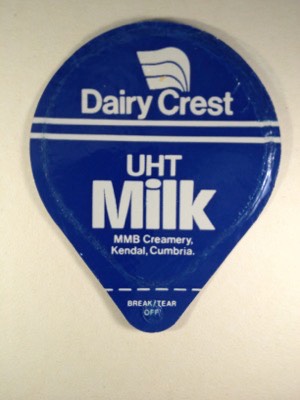 Dairy Crest
UHT
Milk
MMB Creamery,
Kendal, Cumbria.
BREAK/TEAR
OFF